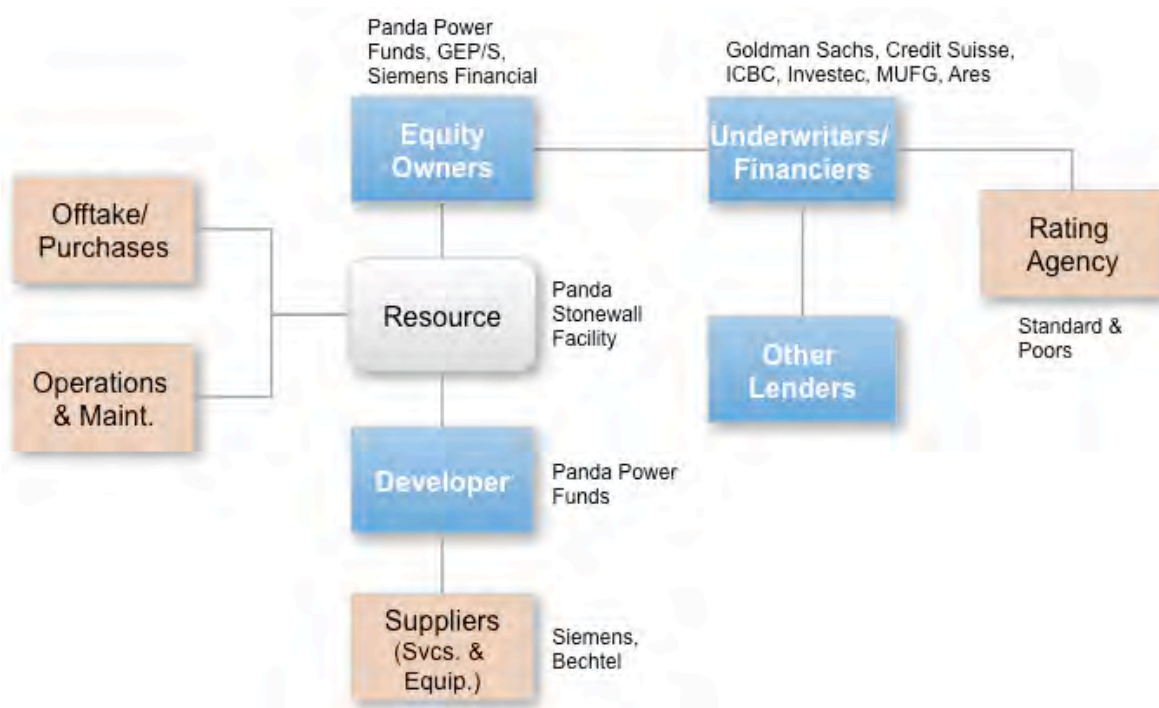 Panda Power
Funds, GEP/S,
Siemens Financial
Goldman Sachs, Credit Suisse,
ICBC, Investec, MUFG, Ares
Equity
Owners
Underwriters/
Financiers
Offtake/
Purchases
Rating
Agency
Standard &
Poors
Resource
Panda
Stonewall
Facility
Other
Lenders
Operations
& Maint.
Developer
Panda Power
Funds
Suppliers
(Svcs. &
Equip.)
Siemens,
Bechtel